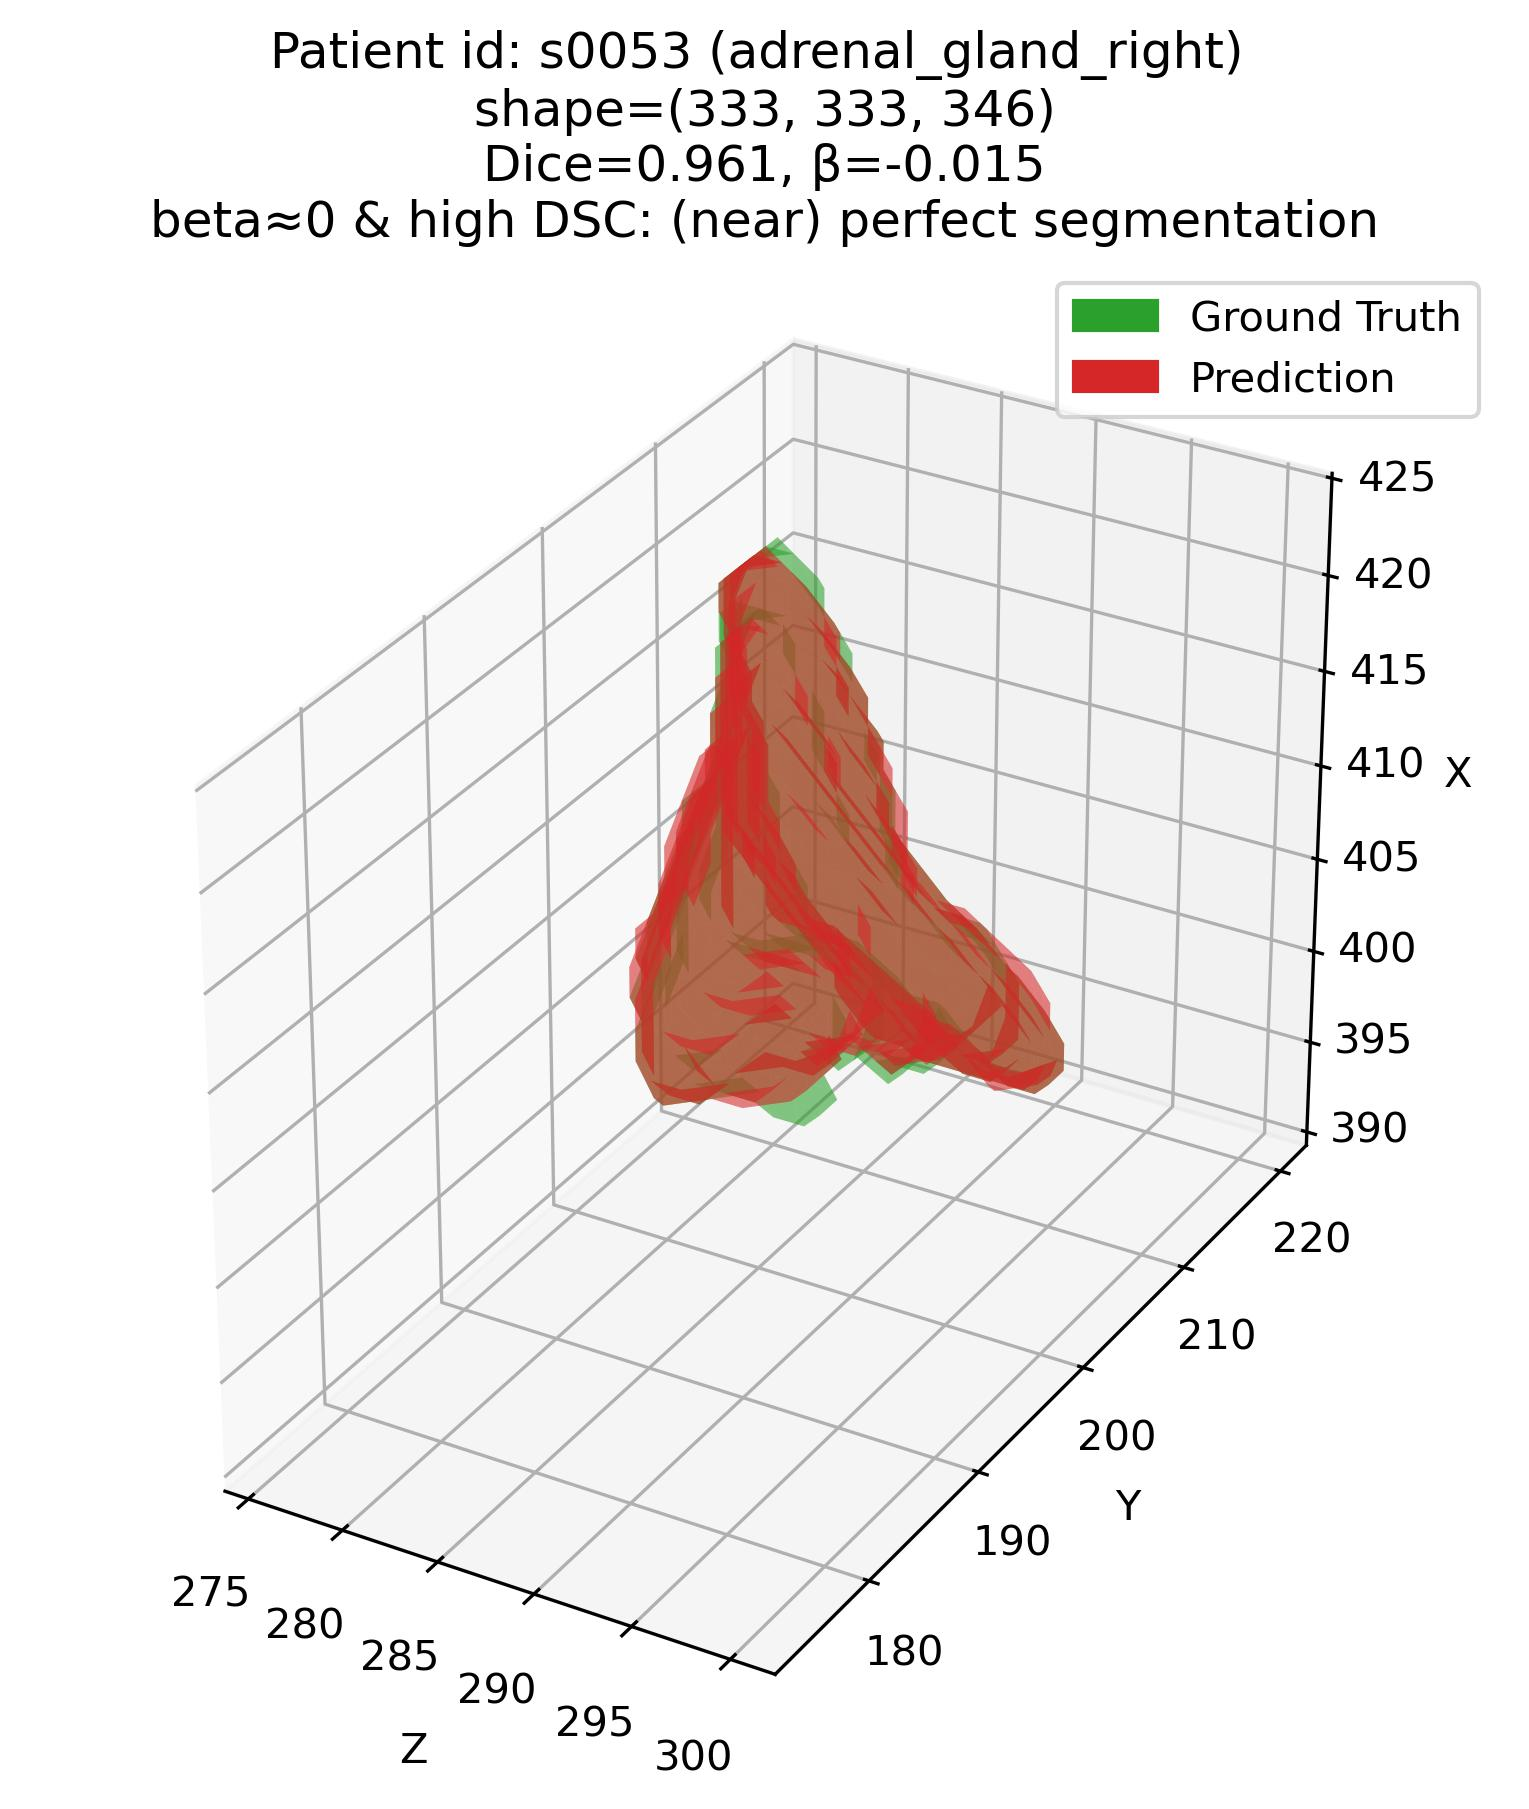 Patient id: s0053 (adrenal_gland_right)
shape=(333, 333, 346)
Dice=0.961, β=-0.015
beta≈0 & high DSC: (near) perfect segmentation
Ground Truth
Prediction
425
420
415
410
X
405
400
395
390
220
210
200
Y
190
180
275
280
285
290
295
300
Z